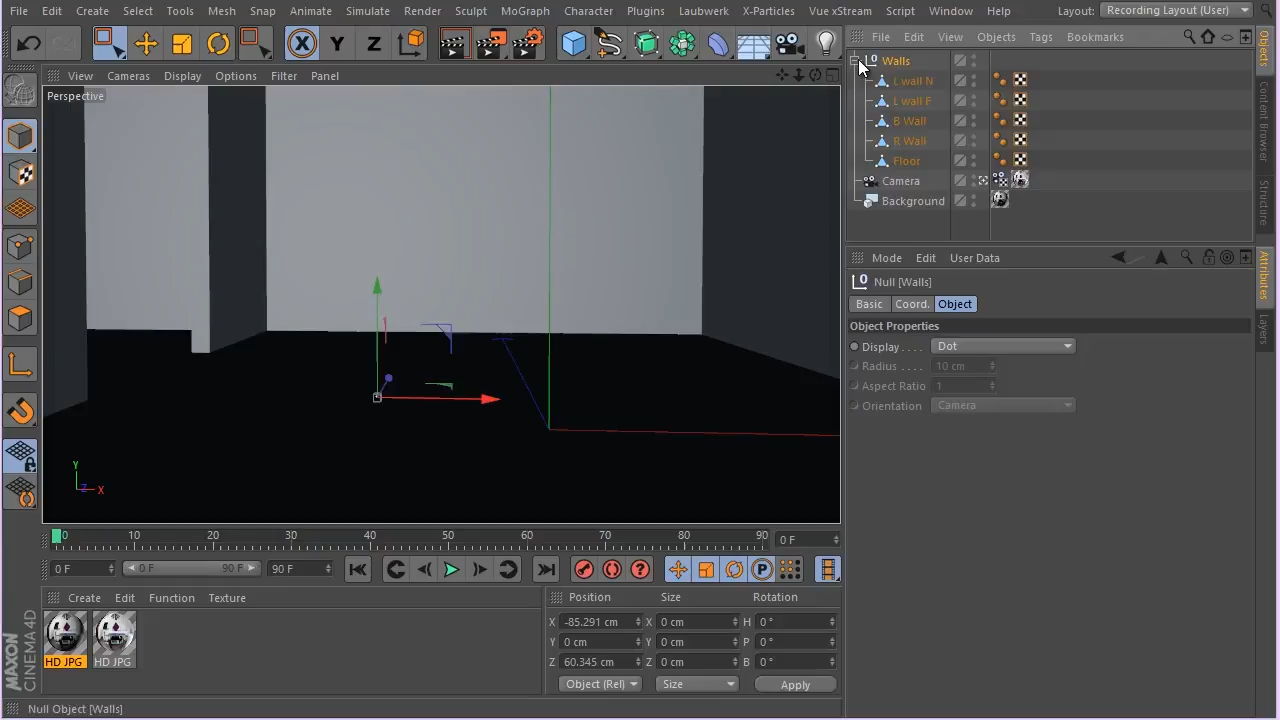 File Edit Create Select Tools Mesh Snap Animate Simulate Render Sculpt MoGraph Character Plugins Laubwerk X-Particles Vue xStream Script Window Help Layout: Recording Layout (User)
File Edit View Objects Tags Bookmarks
X Y Z
View Cameras Display Options Filter Panel
Perspective
Walls
L wall N
L wall F
B Wall
R Wall
Floor
Camera
Background
Objects
Content Browser
Structure
Mode Edit User Data
Null [Walls]
Basic Coord. Object
Object Properties
Display . . . . Dot
Radius . . . . 10 cm
Aspect Ratio 1
Orientation Camera
Attributes
Layers
Y
Z X
0 10 20 30 40 50 60 70 80 90 0 F
0 F 0 F 90 F 90 F
P
Create Edit Function Texture
HD JPG HD JPG
Position Size Rotation
X -85.291 cm X 0 cm H 0 °
Y 0 cm Y 0 cm P 0 °
Z 60.345 cm Z 0 cm B 0 °
Object (Rel) Size Apply
MAXON
CINEMA 4D
Null Object [Walls]